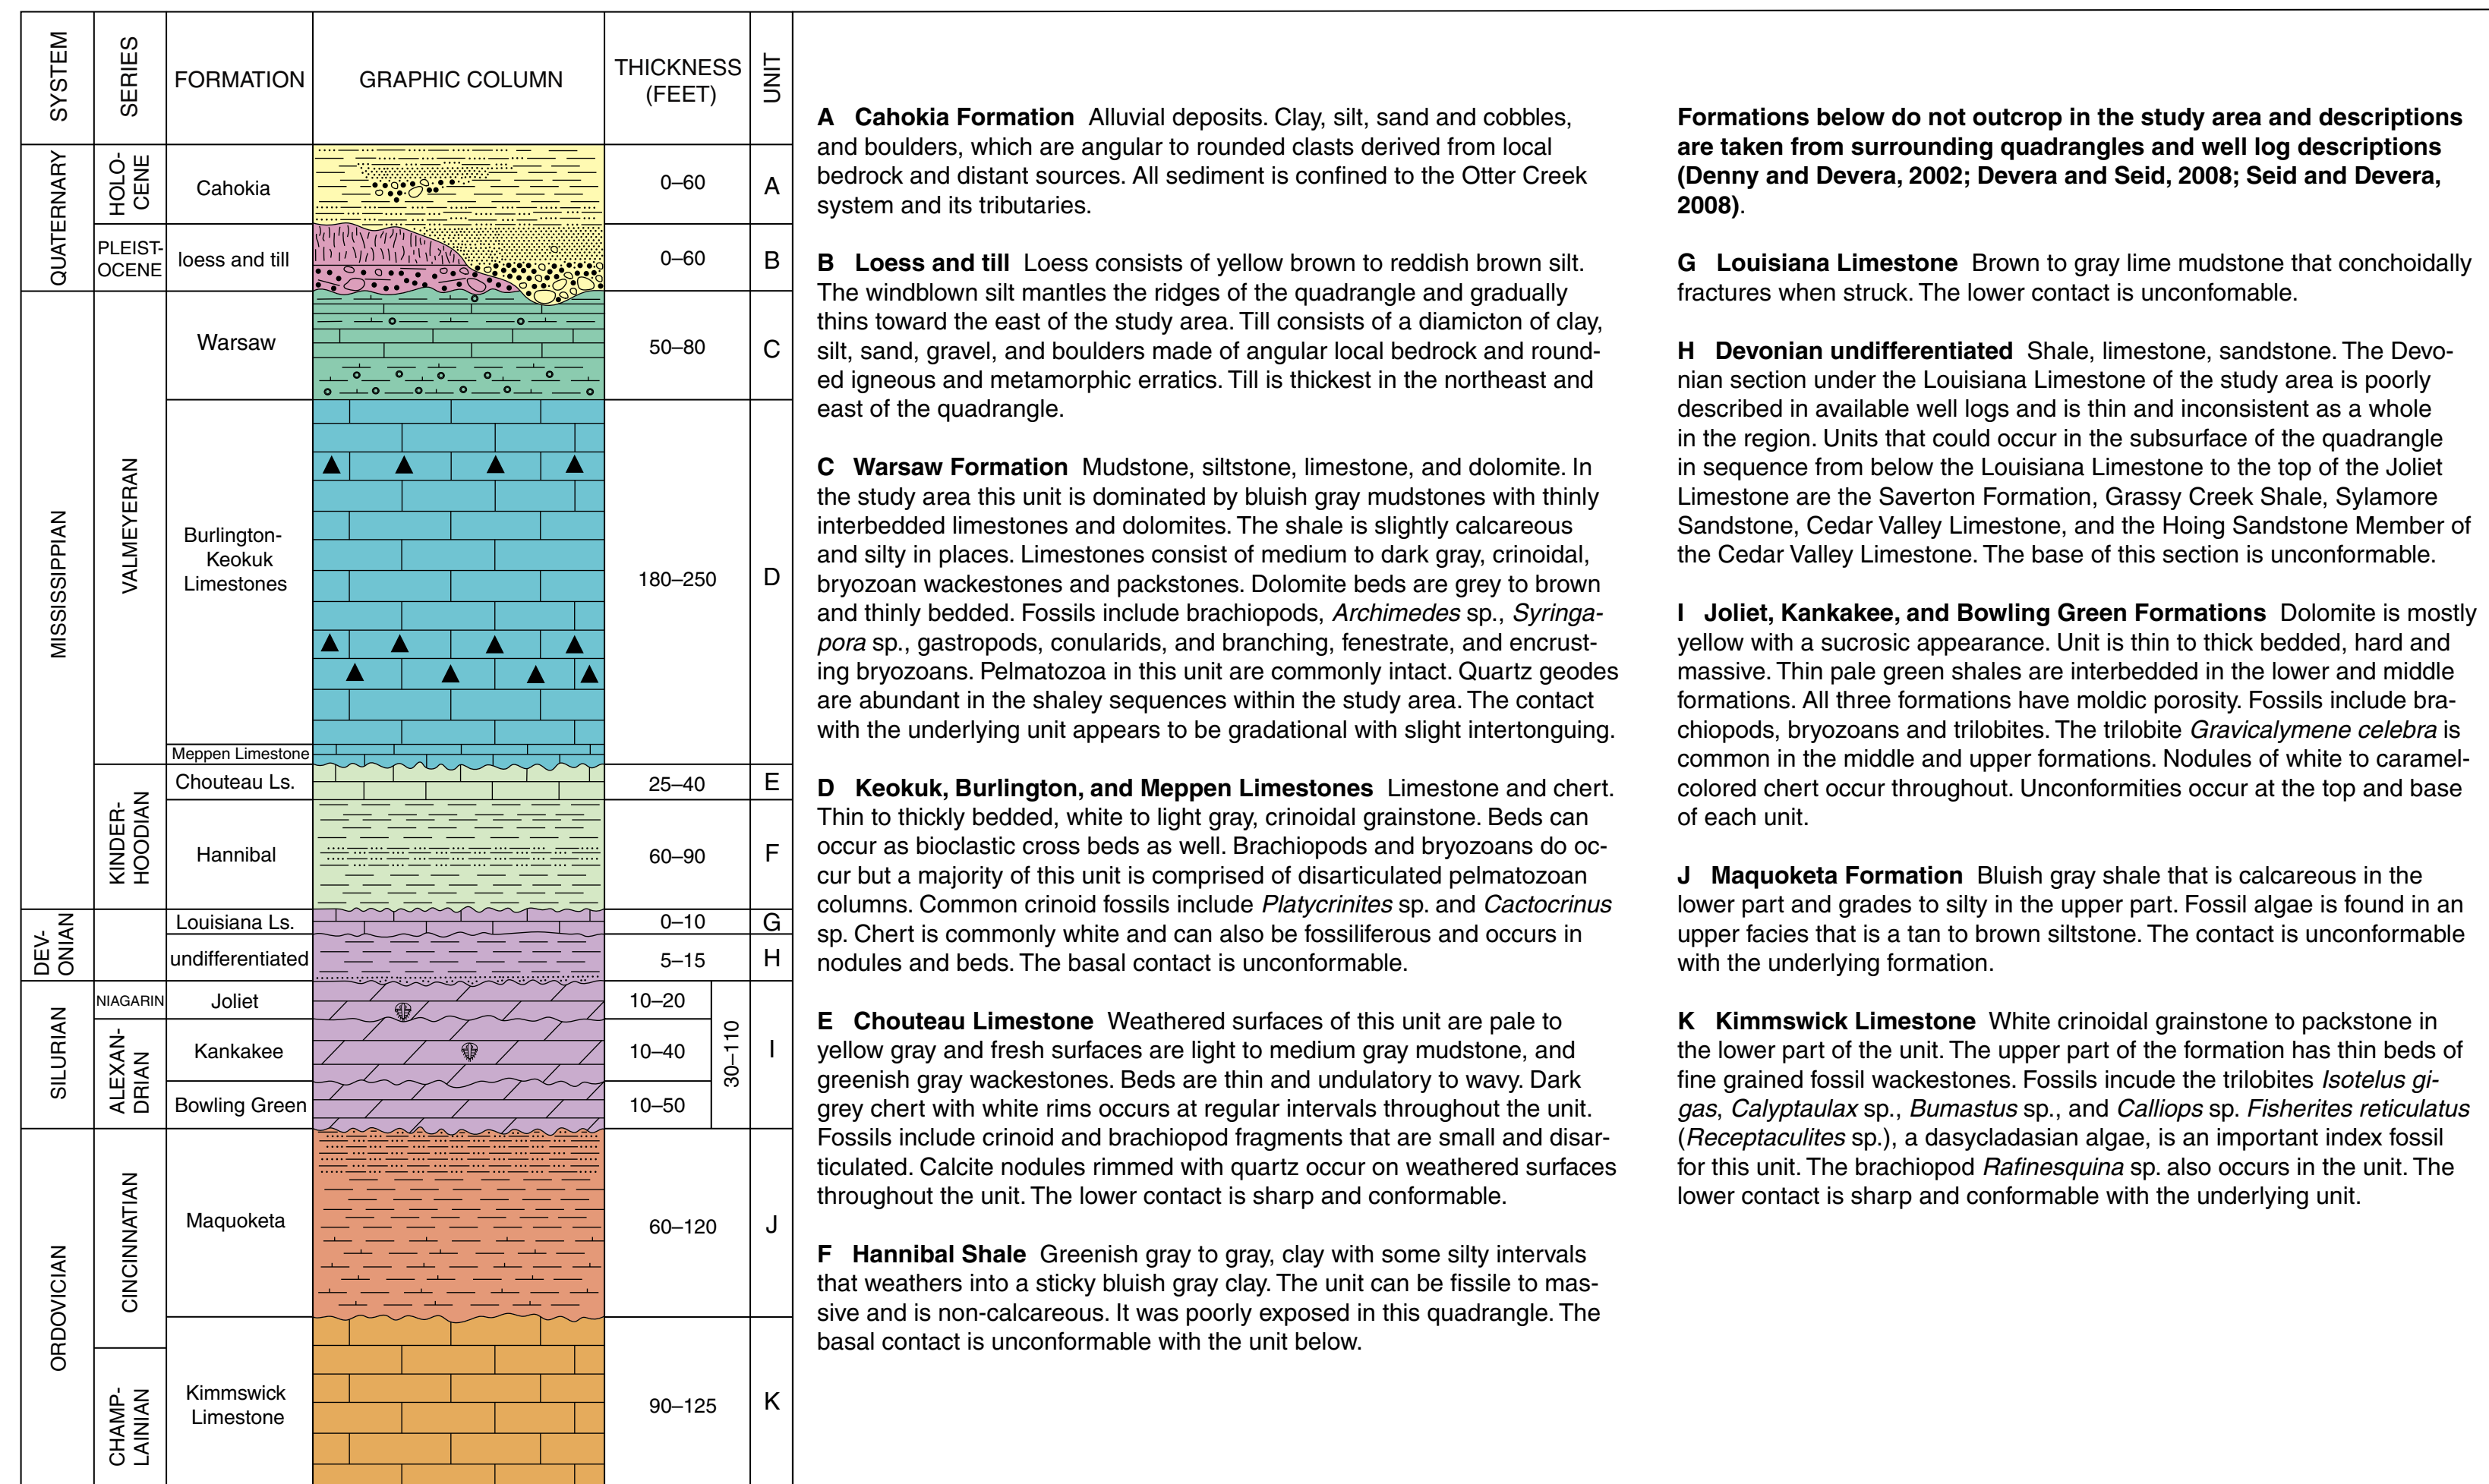 SYSTEM
SERIES
FORMATION
GRAPHIC COLUMN
THICKNESS
(FEET)
UNIT
QUATERNARY
HOLO-
CENE
Cahokia
0–60
A
PLEIST-
OCENE
loess and till
0–60
B
MISSISSIPPIAN
VALMEYERAN
Warsaw
50–80
C
Burlington-
Keokuk
Limestones
180–250
D
Meppen Limestone
KINDER-
HOODIAN
Chouteau Ls.
25–40
E
Hannibal
60–90
F
DEV-
ONIAN
Louisiana Ls.
0–10
G
undifferentiated
5–15
H
SILURIAN
NIAGARIN
Joliet
10–20
ALEXAN-
DRIAN
Kankakee
10–40
Bowling Green
10–50
30–110
I
ORDOVICIAN
CINCINNATIAN
Maquoketa
60–120
J
CHAMP-
LAINIAN
Kimmswick
Limestone
90–125
K
A Cahokia Formation Alluvial deposits. Clay, silt, sand and cobbles,
and boulders, which are angular to rounded clasts derived from local
bedrock and distant sources. All sediment is confined to the Otter Creek
system and its tributaries.
B Loess and till Loess consists of yellow brown to reddish brown silt.
The windblown silt mantles the ridges of the quadrangle and gradually
thins toward the east of the study area. Till consists of a diamicton of clay,
silt, sand, gravel, and boulders made of angular local bedrock and round-
ed igneous and metamorphic erratics. Till is thickest in the northeast and
east of the quadrangle.
C Warsaw Formation Mudstone, siltstone, limestone, and dolomite. In
the study area this unit is dominated by bluish gray mudstones with thinly
interbedded limestones and dolomites. The shale is slightly calcareous
and silty in places. Limestones consist of medium to dark gray, crinoidal,
bryozoan wackestones and packstones. Dolomite beds are grey to brown
and thinly bedded. Fossils include brachiopods, Archimedes sp., Syringa-
pora sp., gastropods, conularids, and branching, fenestrate, and encrust-
ing bryozoans. Pelmatozoa in this unit are commonly intact. Quartz geodes
are abundant in the shaley sequences within the study area. The contact
with the underlying unit appears to be gradational with slight intertonguing.
D Keokuk, Burlington, and Meppen Limestones Limestone and chert.
Thin to thickly bedded, white to light gray, crinoidal grainstone. Beds can
occur as bioclastic cross beds as well. Brachiopods and bryozoans do oc-
cur but a majority of this unit is comprised of disarticulated pelmatozoan
columns. Common crinoid fossils include Platycrinites sp. and Cactocrinus
sp. Chert is commonly white and can also be fossiliferous and occurs in
nodules and beds. The basal contact is unconformable.
E Chouteau Limestone Weathered surfaces of this unit are pale to
yellow gray and fresh surfaces are light to medium gray mudstone, and
greenish gray wackestones. Beds are thin and undulatory to wavy. Dark
grey chert with white rims occurs at regular intervals throughout the unit.
Fossils include crinoid and brachiopod fragments that are small and disar-
ticulated. Calcite nodules rimmed with quartz occur on weathered surfaces
throughout the unit. The lower contact is sharp and conformable.
F Hannibal Shale Greenish gray to gray, clay with some silty intervals
that weathers into a sticky bluish gray clay. The unit can be fissile to mas-
sive and is non-calcareous. It was poorly exposed in this quadrangle. The
basal contact is unconformable with the unit below.
Formations below do not outcrop in the study area and descriptions
are taken from surrounding quadrangles and well log descriptions
(Denny and Devera, 2002; Devera and Seid, 2008; Seid and Devera,
2008).
G Louisiana Limestone Brown to gray lime mudstone that conchoidally
fractures when struck. The lower contact is unconfomable.
H Devonian undifferentiated Shale, limestone, sandstone. The Devo-
nian section under the Louisiana Limestone of the study area is poorly
described in available well logs and is thin and inconsistent as a whole
in the region. Units that could occur in the subsurface of the quadrangle
in sequence from below the Louisiana Limestone to the top of the Joliet
Limestone are the Saverton Formation, Grassy Creek Shale, Sylamore
Sandstone, Cedar Valley Limestone, and the Hoing Sandstone Member of
the Cedar Valley Limestone. The base of this section is unconformable.
I Joliet, Kankakee, and Bowling Green Formations Dolomite is mostly
yellow with a sucrosic appearance. Unit is thin to thick bedded, hard and
massive. Thin pale green shales are interbedded in the lower and middle
formations. All three formations have moldic porosity. Fossils include bra-
chiopods, bryozoans and trilobites. The trilobite Gravicalymene celebra is
common in the middle and upper formations. Nodules of white to caramel-
colored chert occur throughout. Unconformities occur at the top and base
of each unit.
J Maquoketa Formation Bluish gray shale that is calcareous in the
lower part and grades to silty in the upper part. Fossil algae is found in an
upper facies that is a tan to brown siltstone. The contact is unconformable
with the underlying formation.
K Kimmswick Limestone White crinoidal grainstone to packstone in
the lower part of the unit. The upper part of the formation has thin beds of
fine grained fossil wackestones. Fossils incude the trilobites Isotelus gi-
gas, Calyptaulax sp., Bumastus sp., and Calliops sp. Fisherites reticulatus
(Receptaculites sp.), a dasycladasian algae, is an important index fossil
for this unit. The brachiopod Rafinesquina sp. also occurs in the unit. The
lower contact is sharp and conformable with the underlying unit.